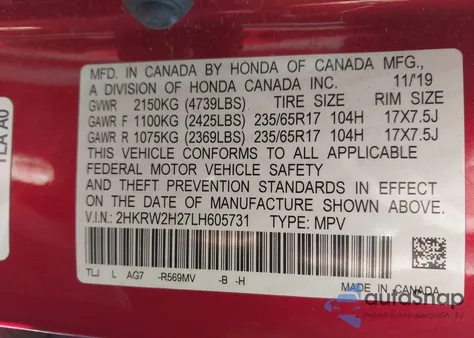 MFD. IN CANADA BY HONDA OF CANADA MFG.,
A DIVISION OF HONDA CANADA INC. 11/19
GVWR 2150KG (4739LBS) TIRE SIZE RIM SIZE
GAWR F 1100KG (2425LBS) 235/65R17 104H 17X7.5J
GAWR R 1075KG (2369LBS) 235/65R17 104H 17X7.5J
THIS VEHICLE CONFORMS TO ALL APPLICABLE
FEDERAL MOTOR VEHICLE SAFETY
AND THEFT PREVENTION STANDARDS IN EFFECT
ON THE DATE OF MANUFACTURE SHOWN ABOVE.
V.I.N.: 2HKRW2H27LH605731 TYPE: MPV
TLJ L AG7 -R569MV -B -H
MADE IN CANADA
TLA A0
autosnap